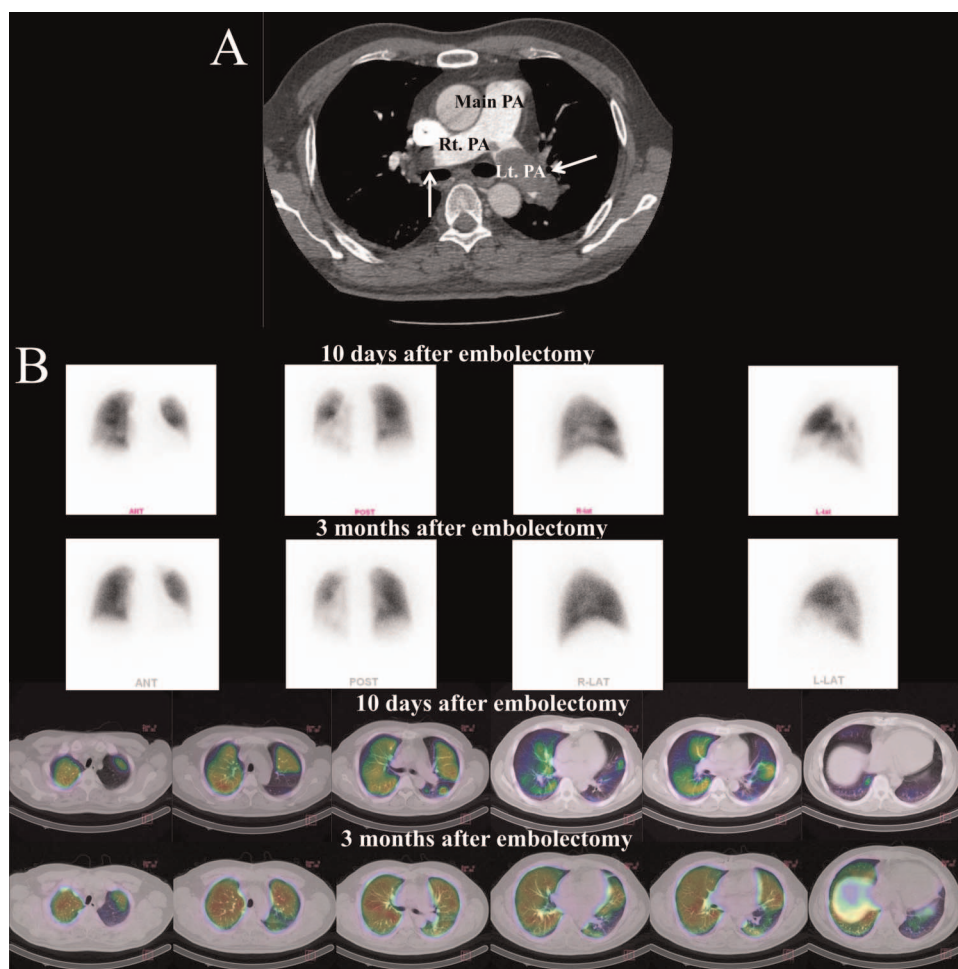 A
Main PA
Rt. PA
Lt. PA
B
10 days after embolectomy
ANT
POST
R-lat
L-lat
3 months after embolectomy
ANT
POST
R-LAT
L-LAT
10 days after embolectomy
3 months after embolectomy